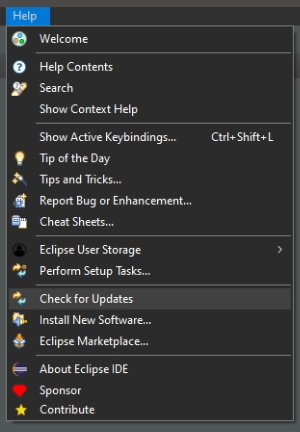 Help
Welcome
Help Contents
Search
Show Context Help
Show Active Keybindings... Ctrl+Shift+L
Tip of the Day
Tips and Tricks...
Report Bug or Enhancement...
Cheat Sheets...
Eclipse User Storage
Perform Setup Tasks...
Check for Updates
Install New Software...
Eclipse Marketplace...
About Eclipse IDE
Sponsor
Contribute